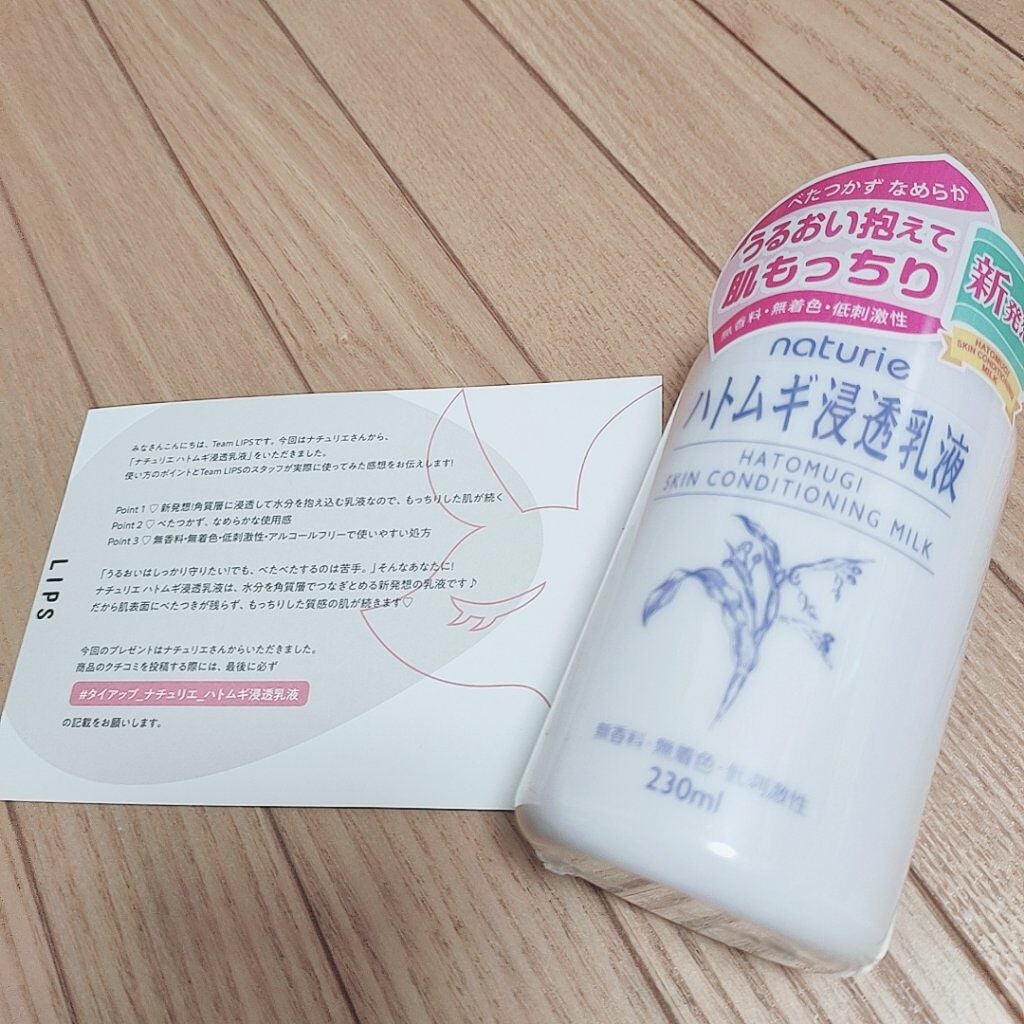 みなさんこんにちは、Team LIPSです。今回はナチュリエさんから、
「ナチュリエ ハトムギ浸透乳液」をいただきました。
使い方のポイントとTeam LIPSのスタッフが実際に使ってみた感想をお伝えします!
Point 1 ♡ 新発想!角質層に浸透して水分を抱え込む乳液なので、もっちりした肌が続く
Point 2 ♡ べたつかず、なめらかな使用感
Point 3 ♡ 無香料・無着色・低刺激性・アルコールフリーで使いやすい処方
「うるおいはしっかり守りたい!でも、べたべたするのは苦手。」そんなあなたに!
ナチュリエ ハトムギ浸透乳液は、水分を角質層でつなぎとめる新発想の乳液です♪
だから肌表面にべたつきが残らず、もっちりした質感の肌が続きます♡
今回のプレゼントはナチュリエさんからいただきました。
商品のクチコミを投稿する際には、最後に必ず
#タイアップ_ナチュリエ_ハトムギ浸透乳液
の記載をお願いします。
LIPS
べたつかず なめらか
うるおい抱えて
肌もっちり
無香料・無着色・低刺激性
新発
HATOMUGI
SKIN CONDITIONING
MILK
naturie
ハトムギ浸透乳液
HATOMUGI
SKIN CONDITIONING MILK
無香料・無着色・低刺激性
230ml